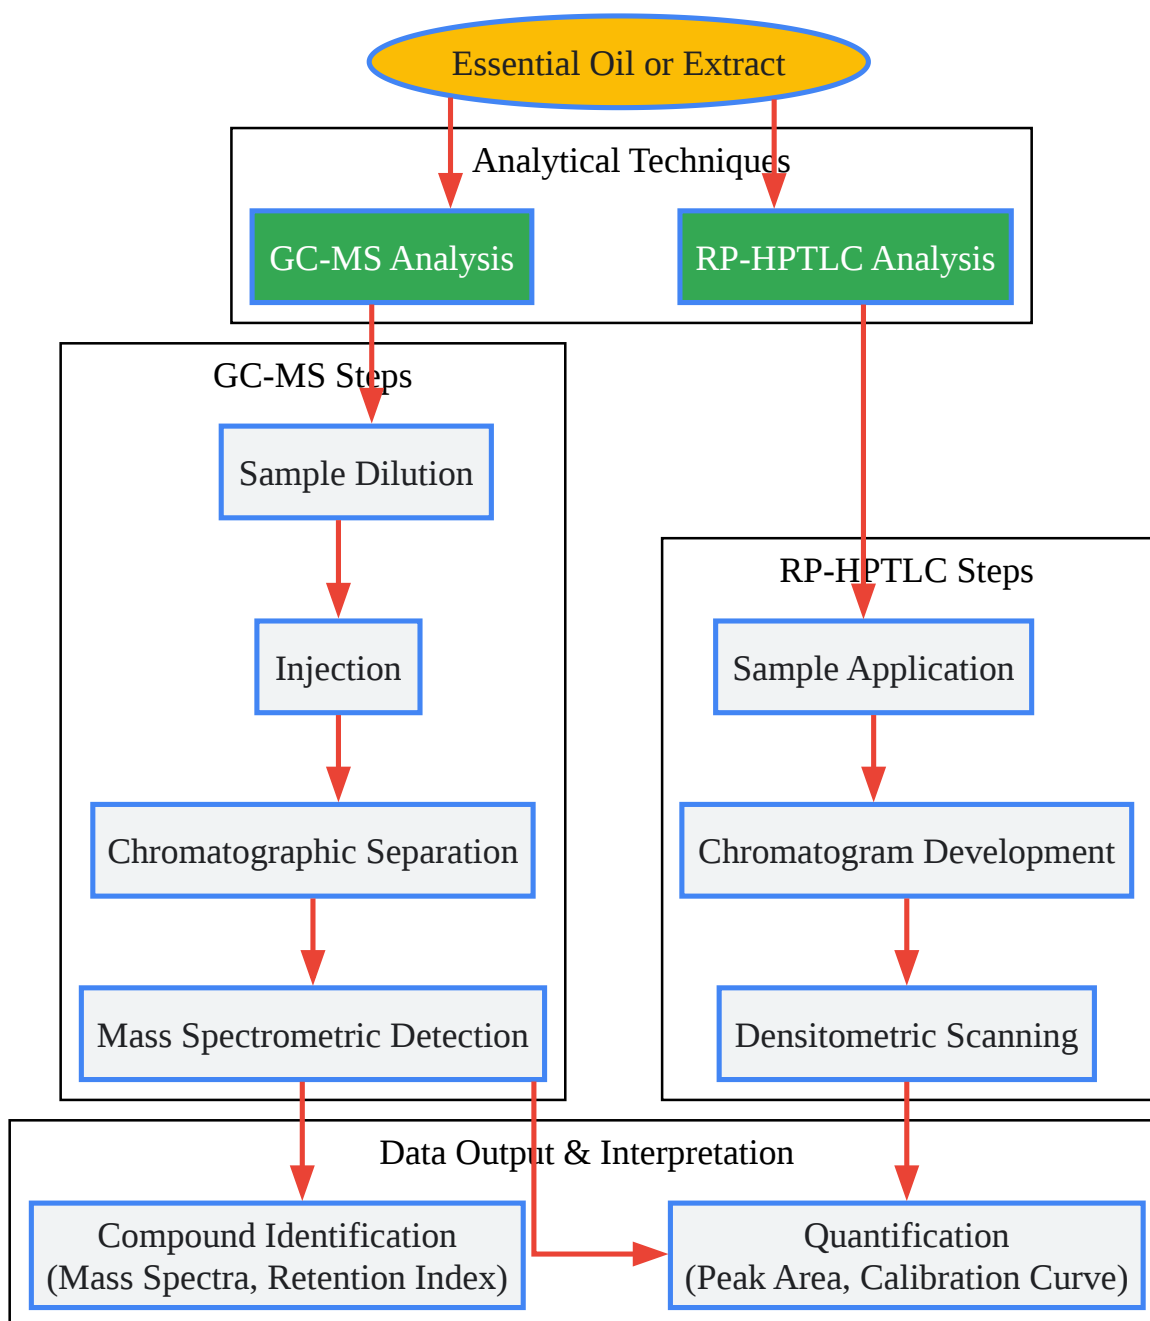 Essential Oil or Extract
Analytical Techniques
GC-MS Analysis
RP-HPTLC Analysis
GC-MS Steps
Sample Dilution
Injection
Chromatographic Separation
Mass Spectrometric Detection
RP-HPTLC Steps
Sample Application
Chromatogram Development
Densitometric Scanning
Data Output & Interpretation
Compound Identification
(Mass Spectra, Retention Index)
Quantification
(Peak Area, Calibration Curve)